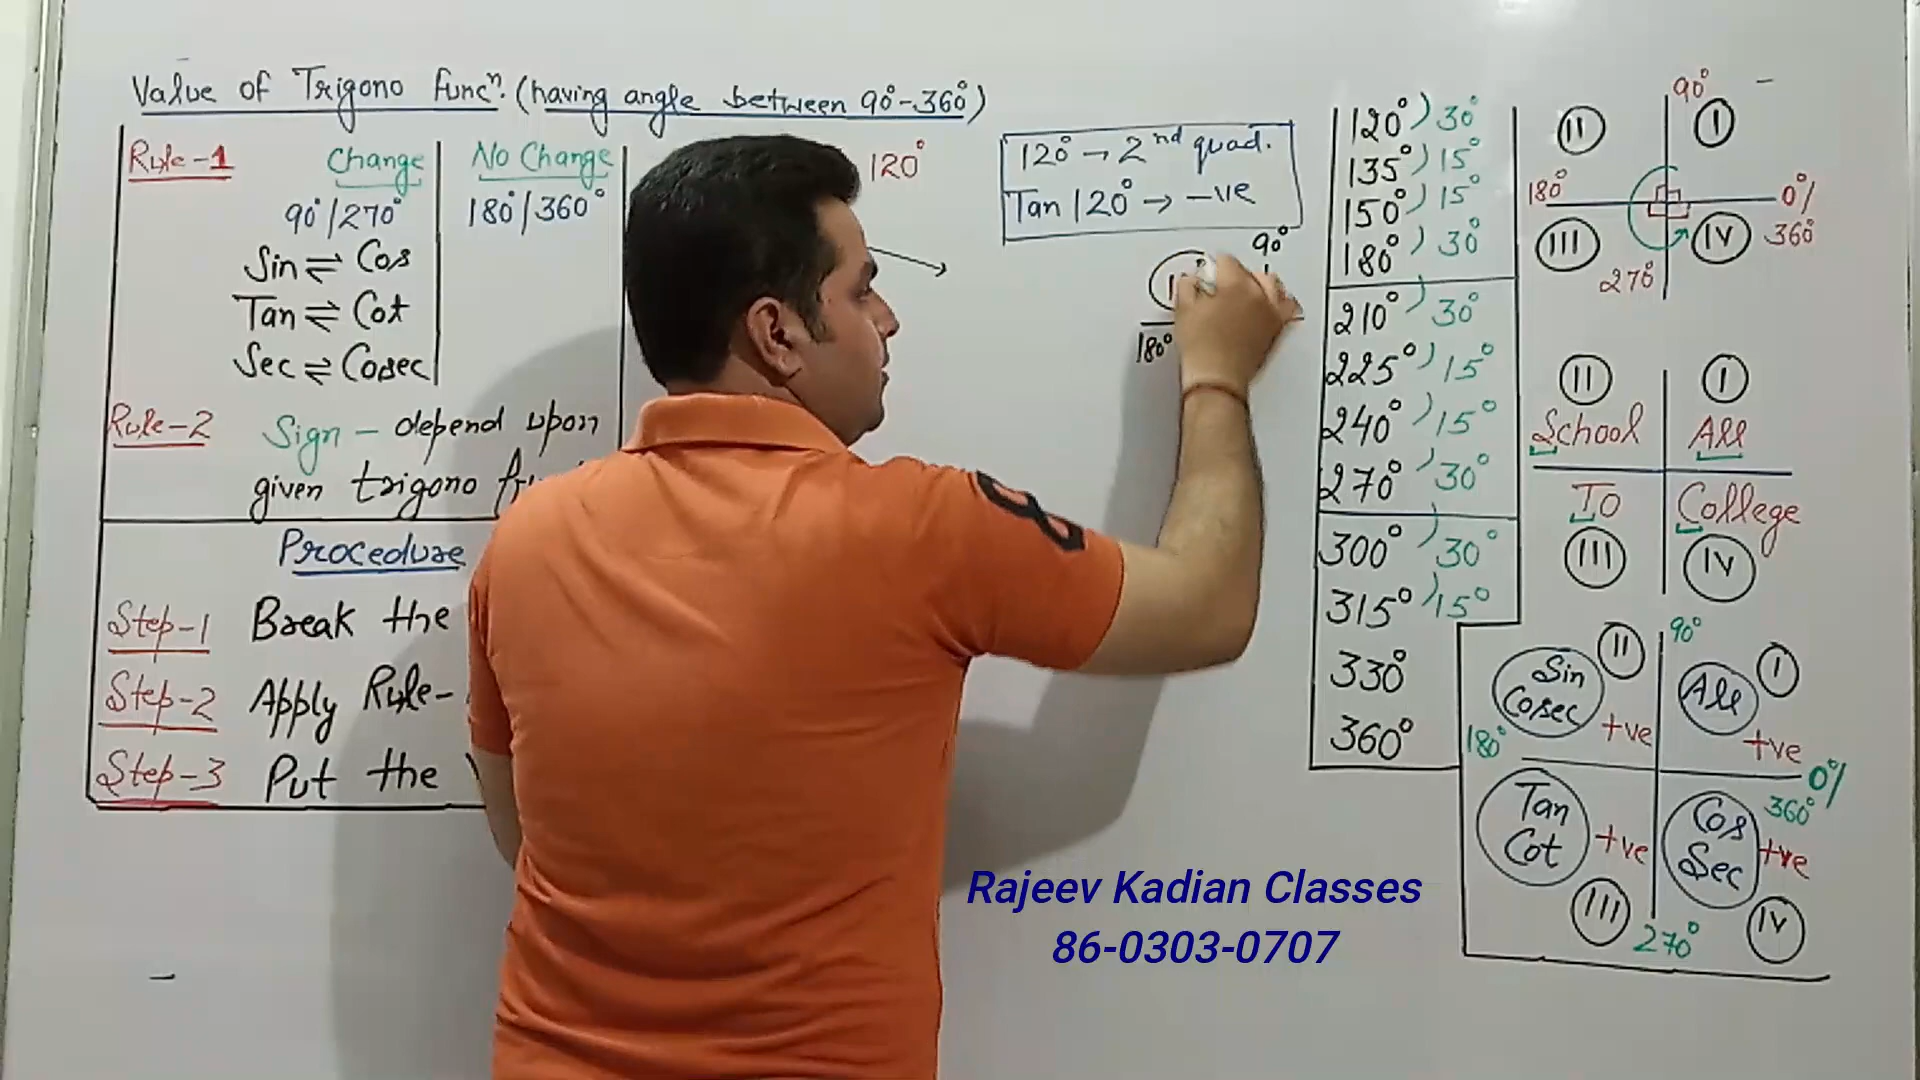 Value of Trigono funcⁿ. (having angle between 90°-360°)
Rule-1
Change
No Change
90°/270°
180°/360°
Sin ⇌ Cos
Tan ⇌ Cot
Sec ⇌ Cosec
Rule-2
Sign - depend upon
given trigono
Procedure
Step-1 Break the
Step-2 Apply Rule-
Step-3 Put the
120°
120° → 2nd quad.
Tan 120° → -ve
90°
180°
120° ) 30°
135° ) 15°
150° ) 15°
180° ) 30°
210° ) 30°
225° ) 15°
240° ) 15°
270° ) 30°
300° ) 30°
315° ) 15°
330°
360°
90°
II
I
180°
0°/
360°
III
IV
270°
II
I
School
All
To
College
III
IV
90°
II
I
Sin
Cosec
+ve
All
+ve
180°
0°/
360°
Tan
Cot
+ve
Cos
Sec
+ve
III
IV
270°
Rajeev Kadian Classes
86-0303-0707